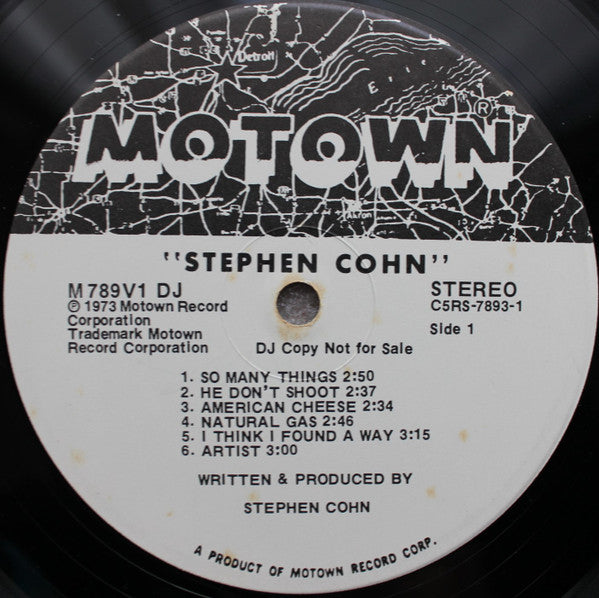 Detroit
Erie
MOTOWN®
Akron
"STEPHEN COHN"
M 789V1 DJ
℗ 1973 Motown Record
Corporation
Trademark Motown
Record Corporation
STEREO
C5RS-7893-1
Side 1
DJ Copy Not for Sale
1. SO MANY THINGS 2:50
2. HE DON'T SHOOT 2:37
3. AMERICAN CHEESE 2:34
4. NATURAL GAS 2:46
5. I THINK I FOUND A WAY 3:15
6. ARTIST 3:00
WRITTEN & PRODUCED BY
STEPHEN COHN
A PRODUCT OF MOTOWN RECORD CORP.